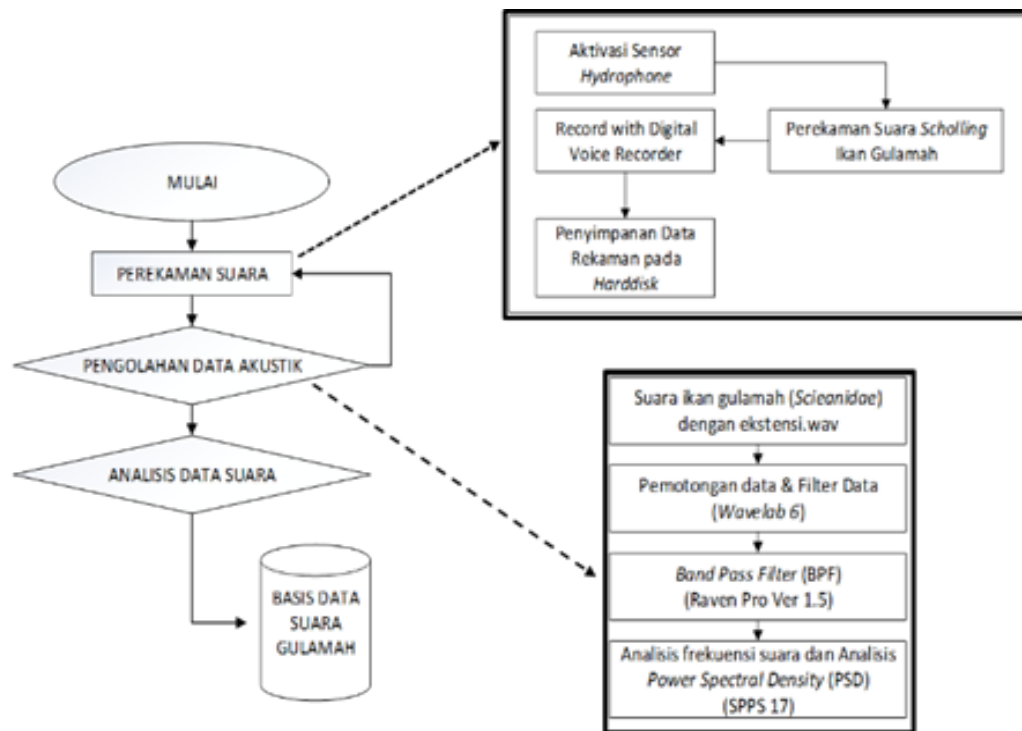 MULAI
PEREKAMAN SUARA
PENGOLAHAN DATA AKUSTIK
ANALISIS DATA SUARA
BASIS DATA
SUARA
GULAMAH
Aktivasi Sensor
Hydrophone
Perekaman Suara Scholling
Ikan Gulamah
Record with Digital
Voice Recorder
Penyimpanan Data
Rekaman pada
Harddisk
Suara ikan gulamah (Scieanidae)
dengan ekstensi.wav
Pemotongan data & Filter Data
(Wavelab 6)
Band Pass Filter (BPF)
(Raven Pro Ver 1.5)
Analisis frekuensi suara dan Analisis
Power Spectral Density (PSD)
(SPPS 17)